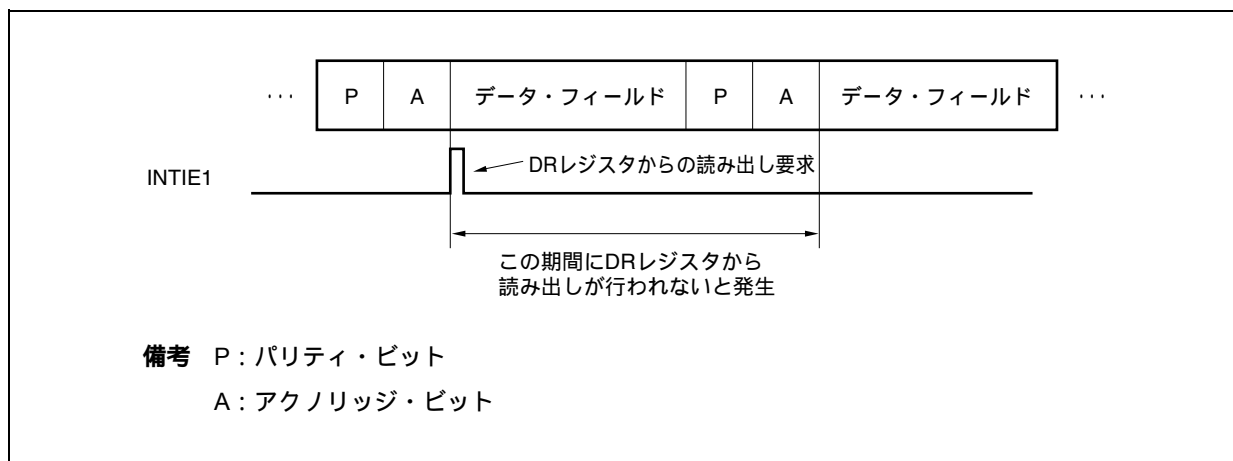 ··· P A データ・フィールド P A データ・フィールド ···
INTIE1
DRレジスタからの読み出し要求
この期間にDRレジスタから
読み出しが行われないと発生
備考 P：パリティ・ビット
A：アクノリッジ・ビット